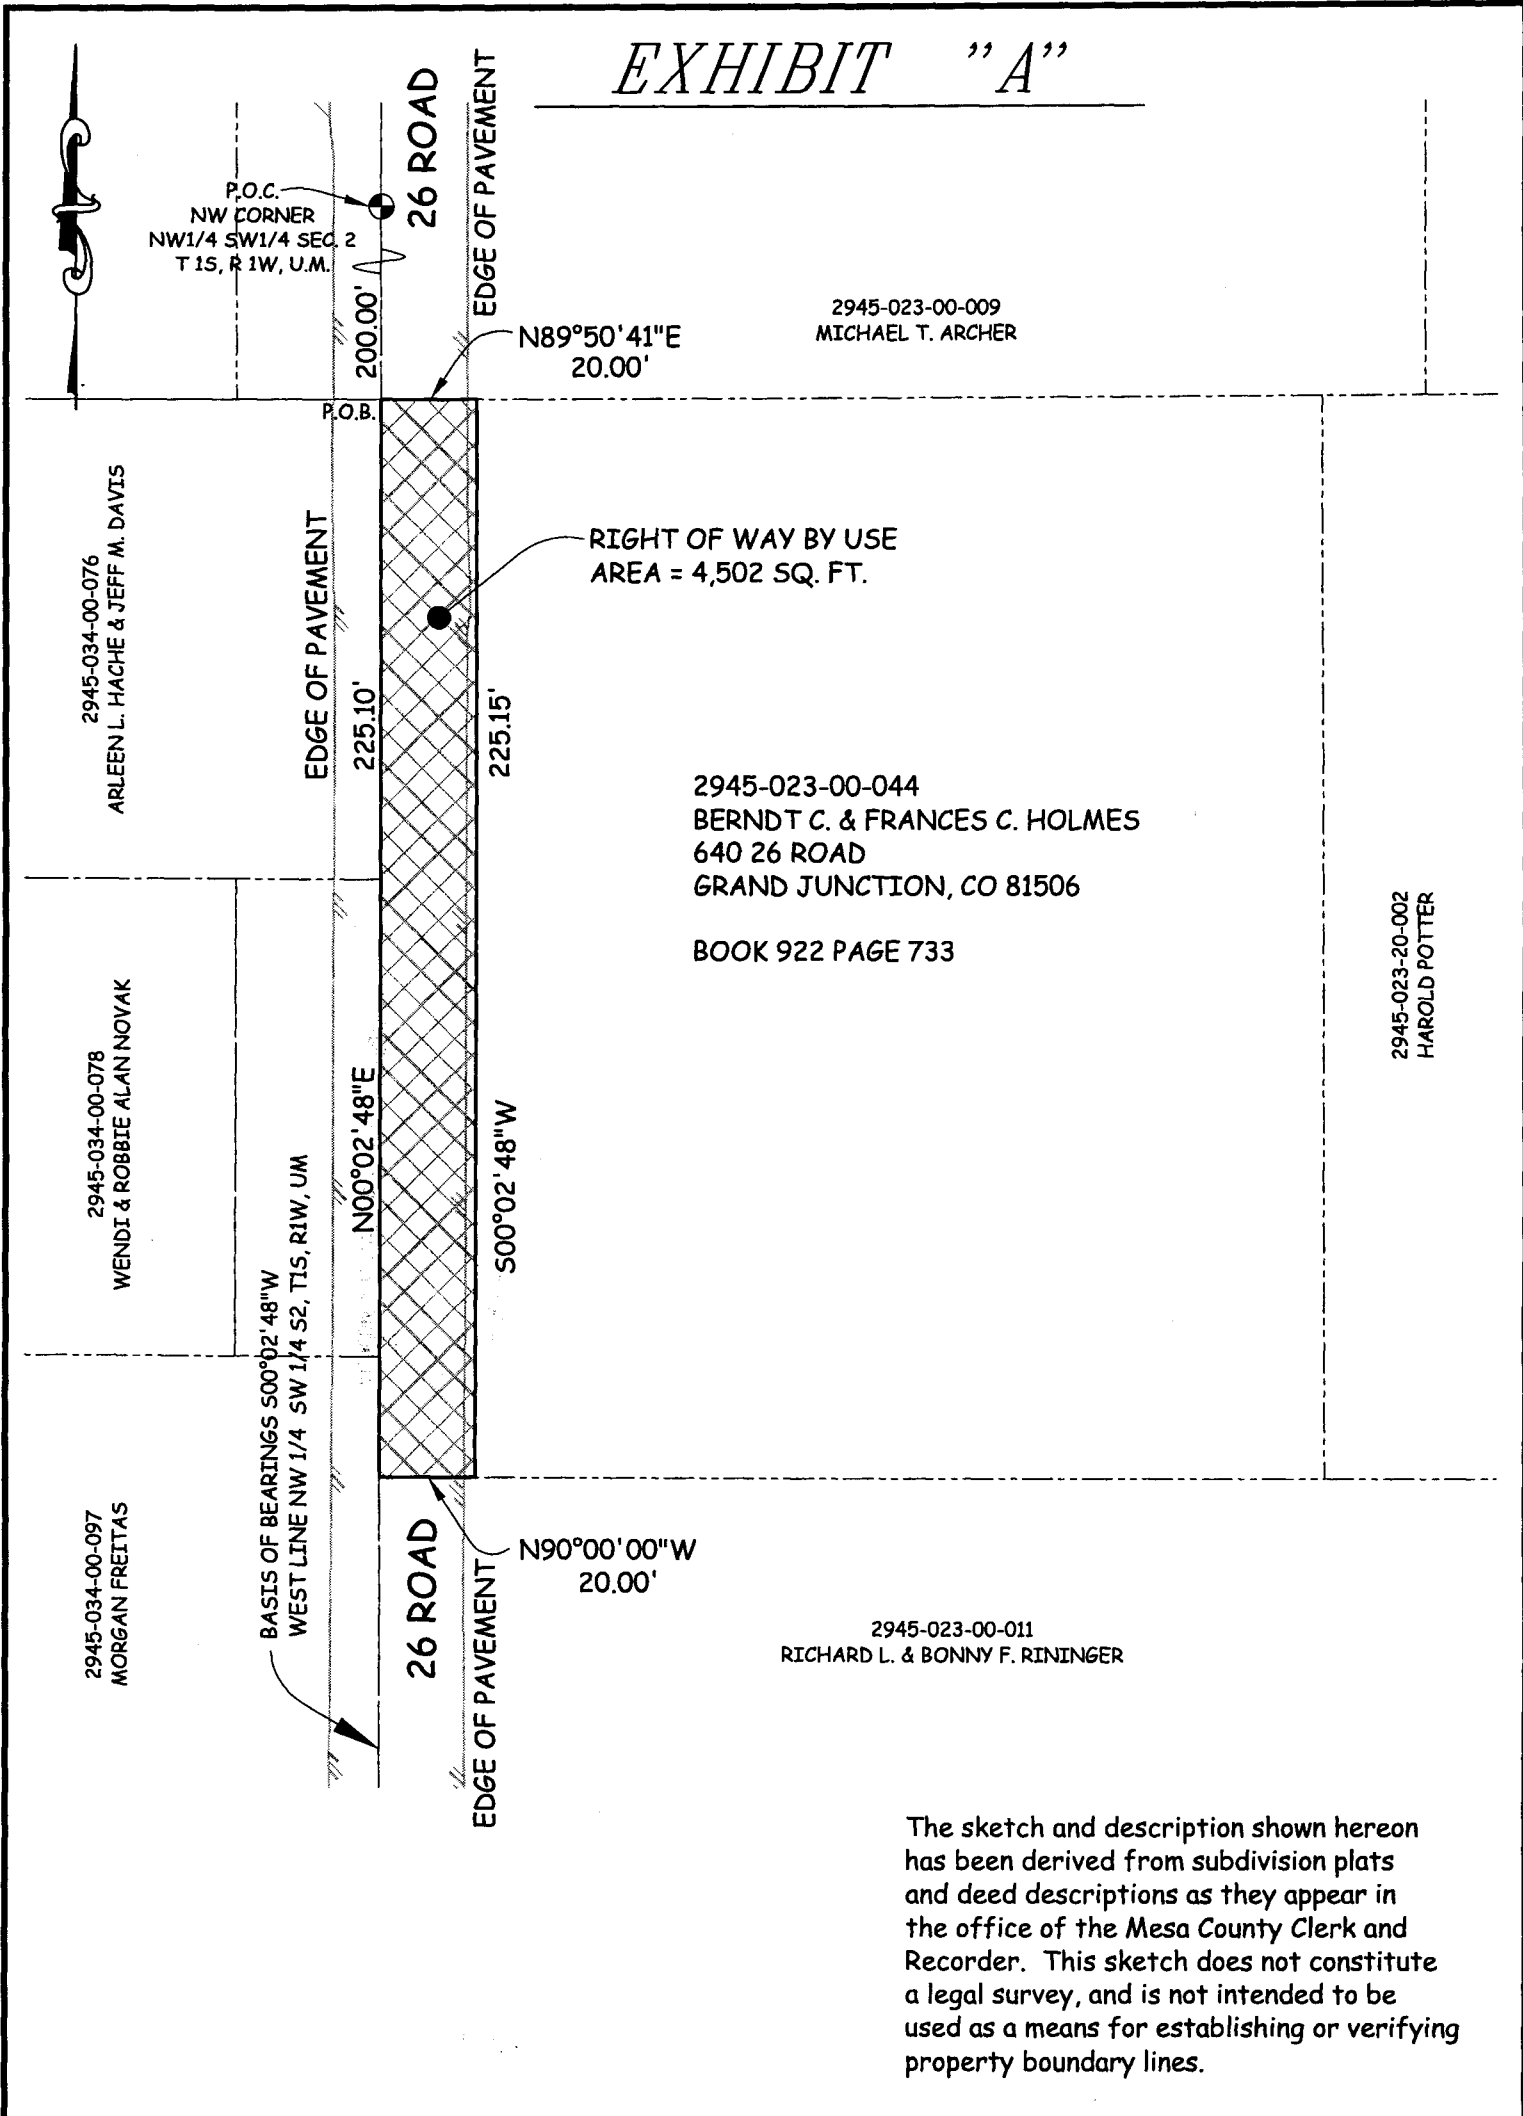 EXHIBIT "A"
26 ROAD
EDGE OF PAVEMENT
P.O.C.
NW CORNER
NW1/4 SW1/4 SEC. 2
T 1S, R 1W, U.M.
200.00'
N89°50'41"E
20.00'
2945-023-00-009
MICHAEL T. ARCHER
P.O.B.
2945-034-00-076
ARLEEN L. HACHE & JEFF M. DAVIS
EDGE OF PAVEMENT
RIGHT OF WAY BY USE
AREA = 4,502 SQ. FT.
225.10'
225.15'
2945-023-00-044
BERNDT C. & FRANCES C. HOLMES
640 26 ROAD
GRAND JUNCTION, CO 81506
BOOK 922 PAGE 733
2945-023-20-002
HAROLD POTTER
2945-034-00-078
WENDI & ROBBIE ALAN NOVAK
N00°02'48"E
S00°02'48"W
BASIS OF BEARINGS S00°02'48"W
WEST LINE NW 1/4 SW 1/4 S2, T1S, R1W, UM
2945-034-00-097
MORGAN FREITAS
26 ROAD
EDGE OF PAVEMENT
N90°00'00"W
20.00'
2945-023-00-011
RICHARD L. & BONNY F. RININGER
The sketch and description shown hereon
has been derived from subdivision plats
and deed descriptions as they appear in
the office of the Mesa County Clerk and
Recorder. This sketch does not constitute
a legal survey, and is not intended to be
used as a means for establishing or verifying
property boundary lines.